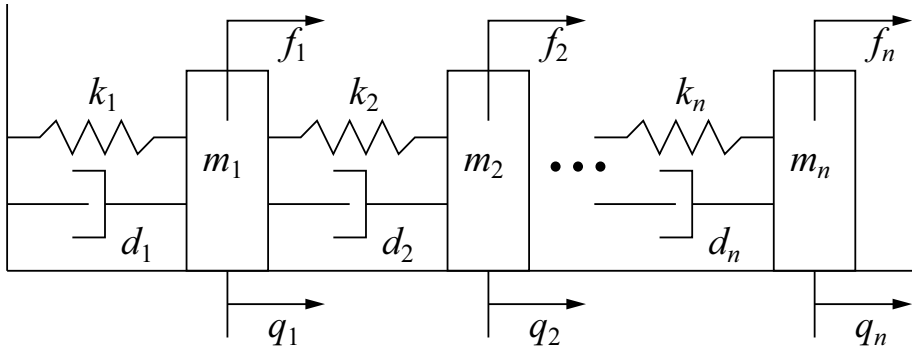 f₁ f₂ fₙ
k₁ k₂ kₙ
m₁ m₂ ••• mₙ
d₁ d₂ dₙ
q₁ q₂ qₙ